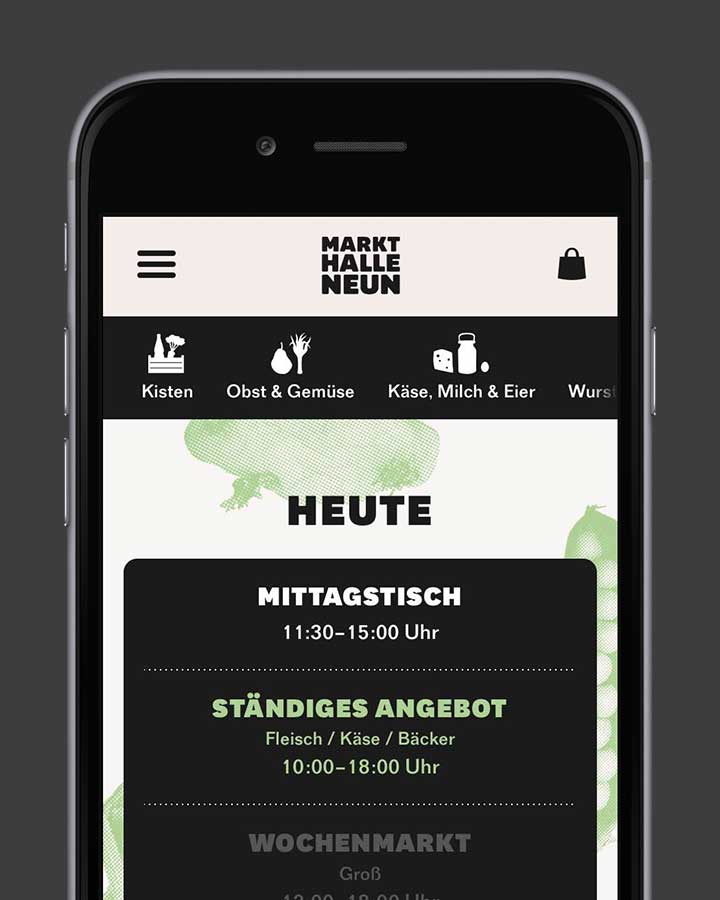 MARKT
HALLE
NEUN
Kisten
Obst & Gemüse
Käse, Milch & Eier
Wurst
HEUTE
MITTAGSTISCH
11:30–15:00 Uhr
STÄNDIGES ANGEBOT
Fleisch / Käse / Bäcker
10:00–18:00 Uhr
WOCHENMARKT
Groß